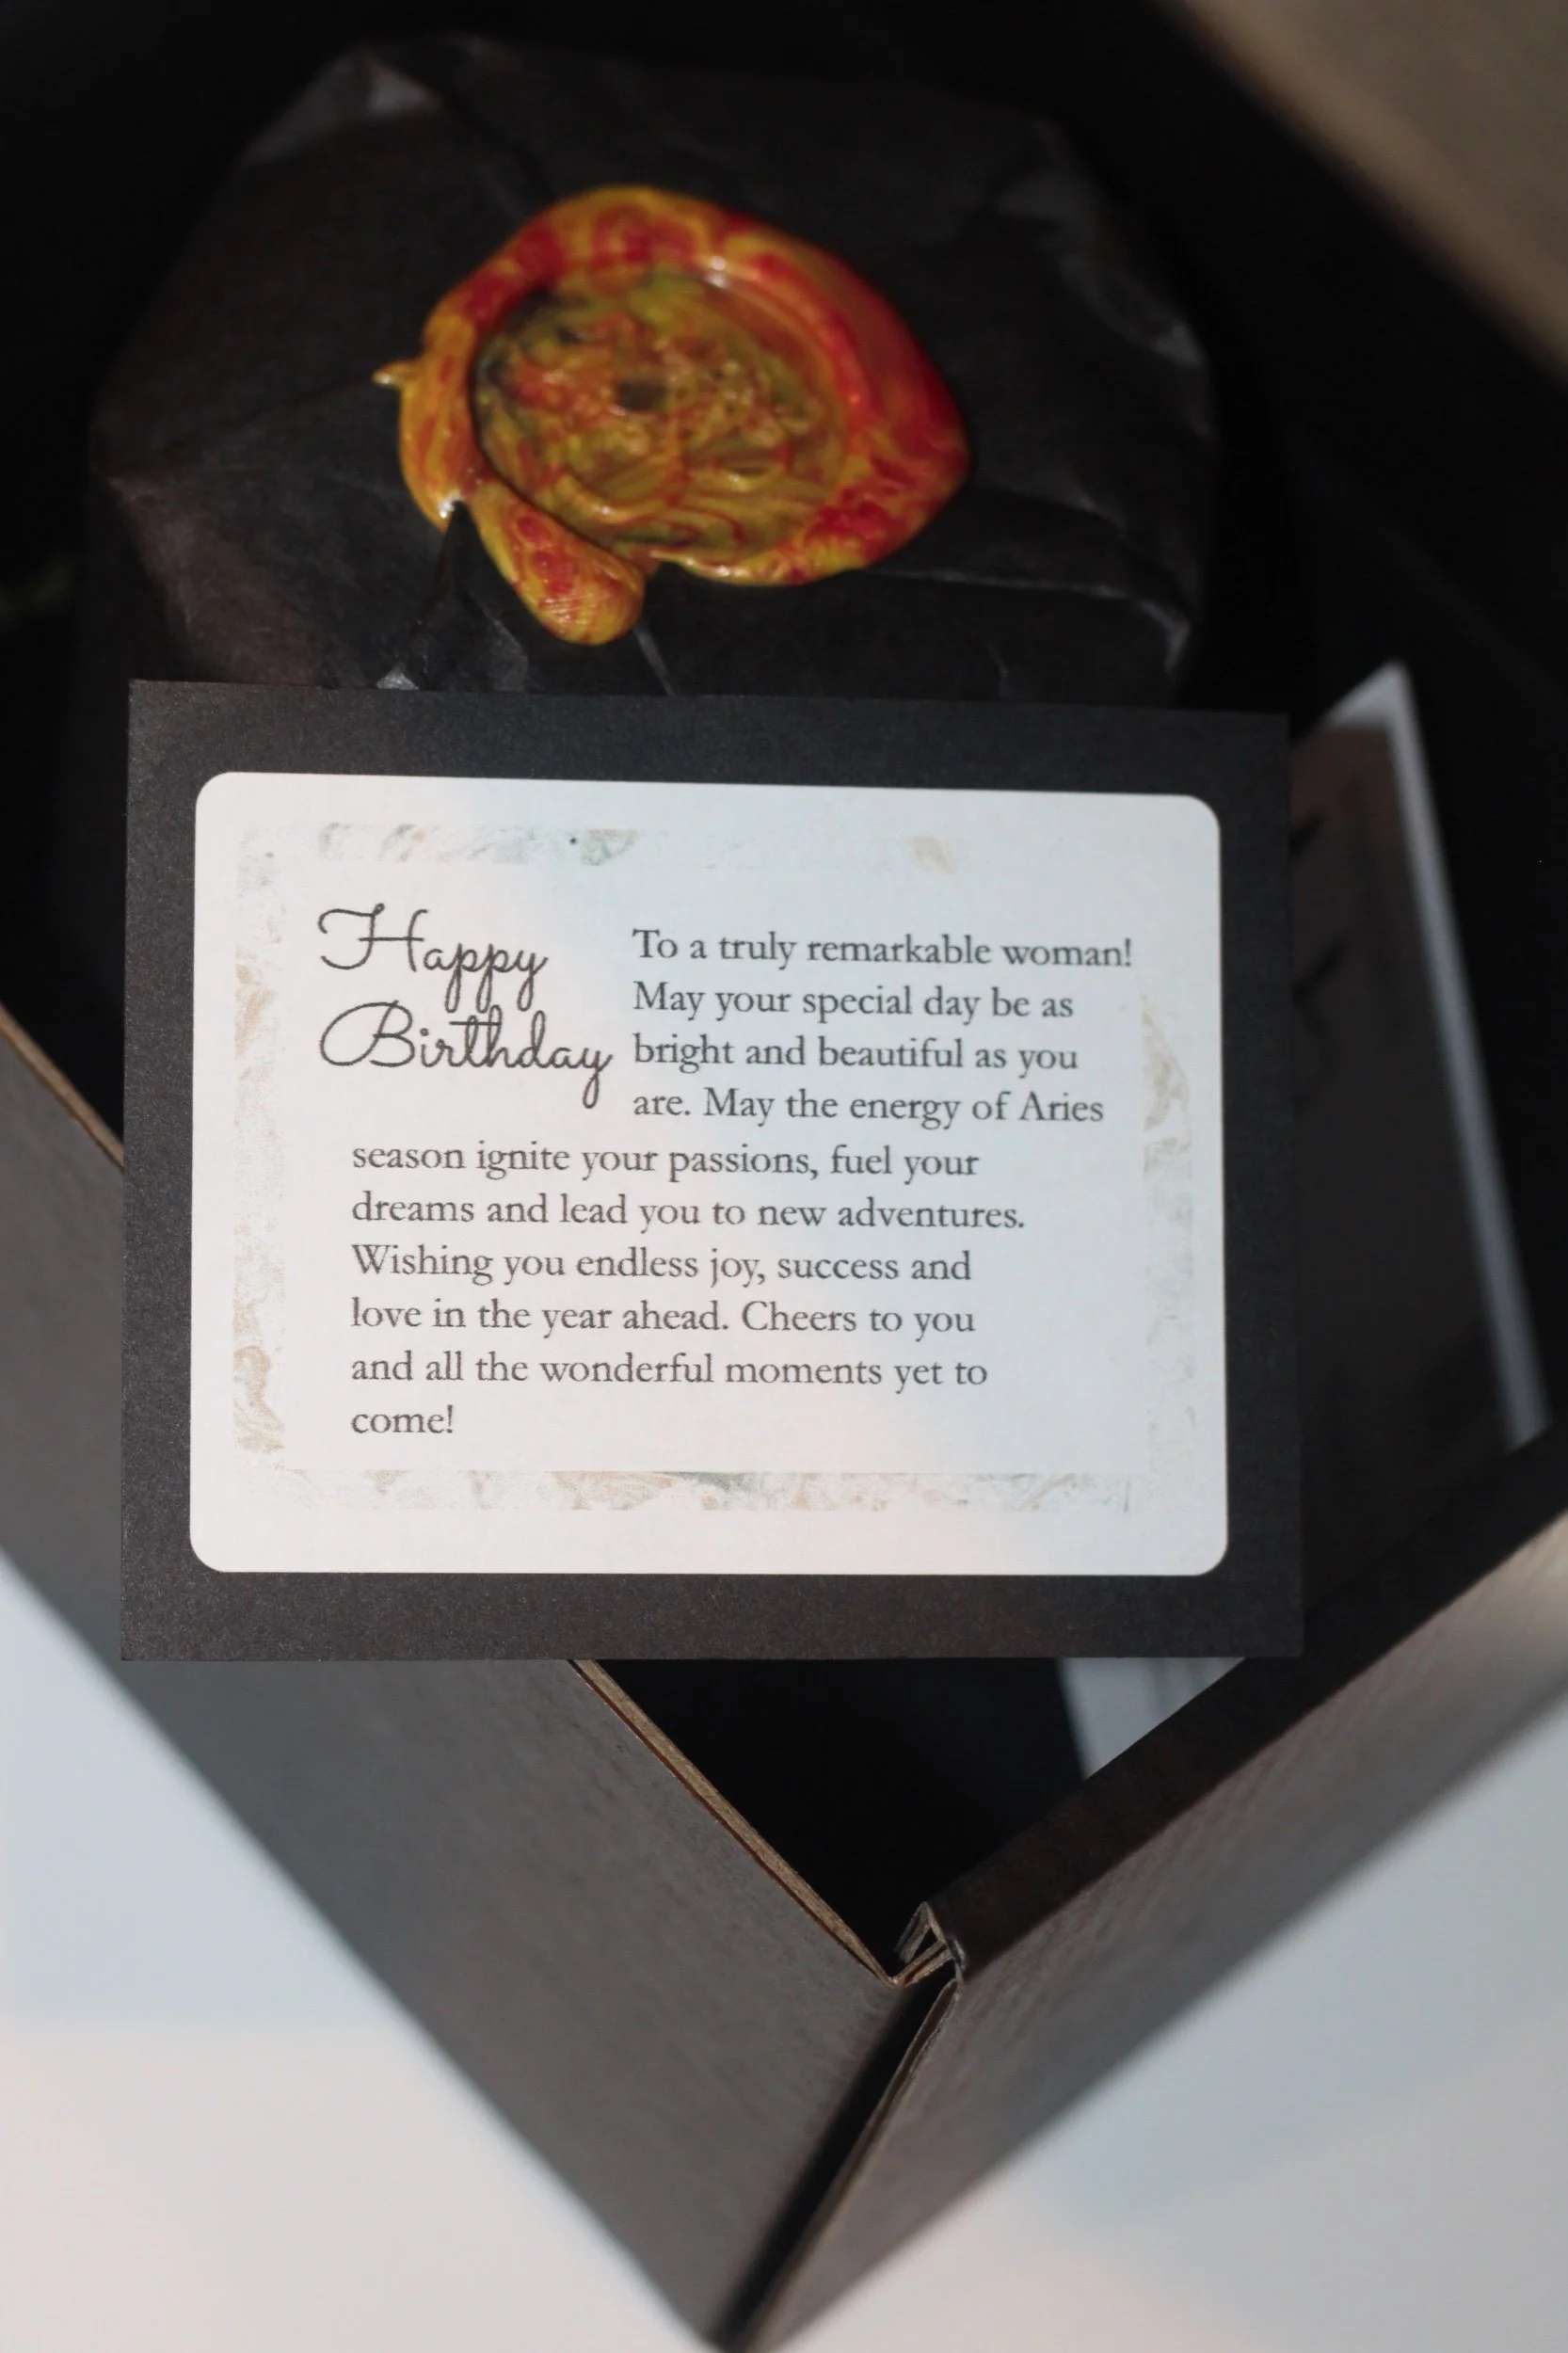 Happy
Birthday
To a truly remarkable woman!
May your special day be as
bright and beautiful as you
are. May the energy of Aries
season ignite your passions, fuel your
dreams and lead you to new adventures.
Wishing you endless joy, success and
love in the year ahead. Cheers to you
and all the wonderful moments yet to
come!